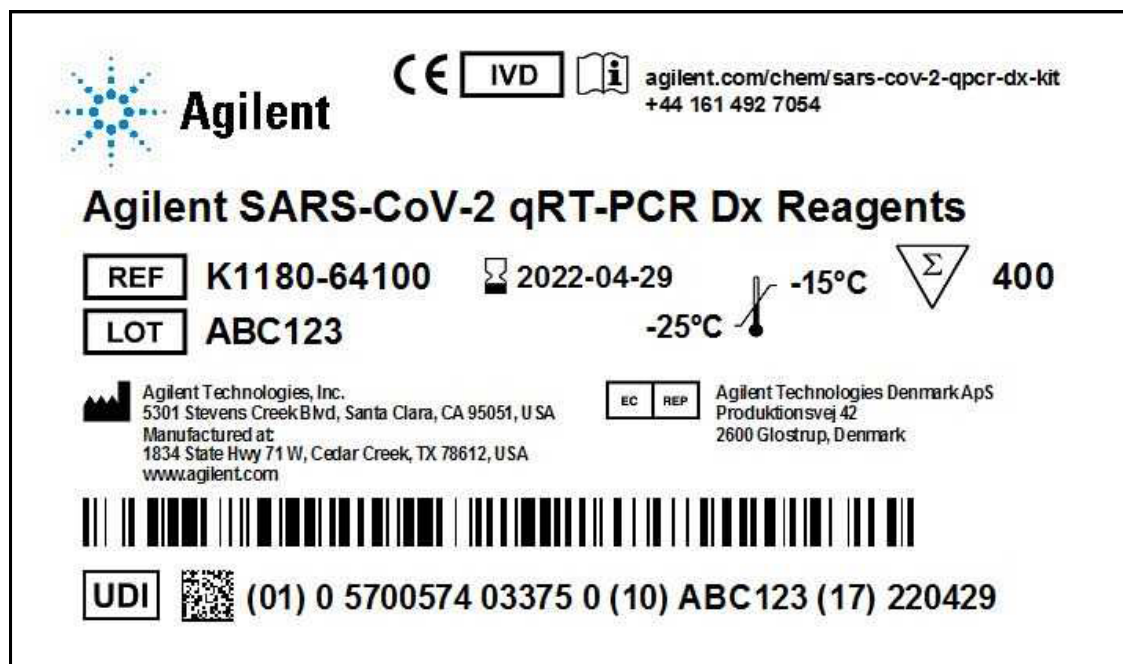 Agilent
CE IVD i agilent.com/chem/sars-cov-2-qpcr-dx-kit
+44 161 492 7054
Agilent SARS-CoV-2 qRT-PCR Dx Reagents
REF K1180-64100 2022-04-29 -15°C Σ 400
LOT ABC123 -25°C
Agilent Technologies, Inc.
5301 Stevens Creek Blvd, Santa Clara, CA 95051, USA
Manufactured at:
1834 State Hwy 71 W, Cedar Creek, TX 78612, USA
www.agilent.com
EC REP Agilent Technologies Denmark ApS
Produktionsvej 42
2600 Glostrup, Denmark
UDI (01) 0 5700574 03375 0 (10) ABC123 (17) 220429